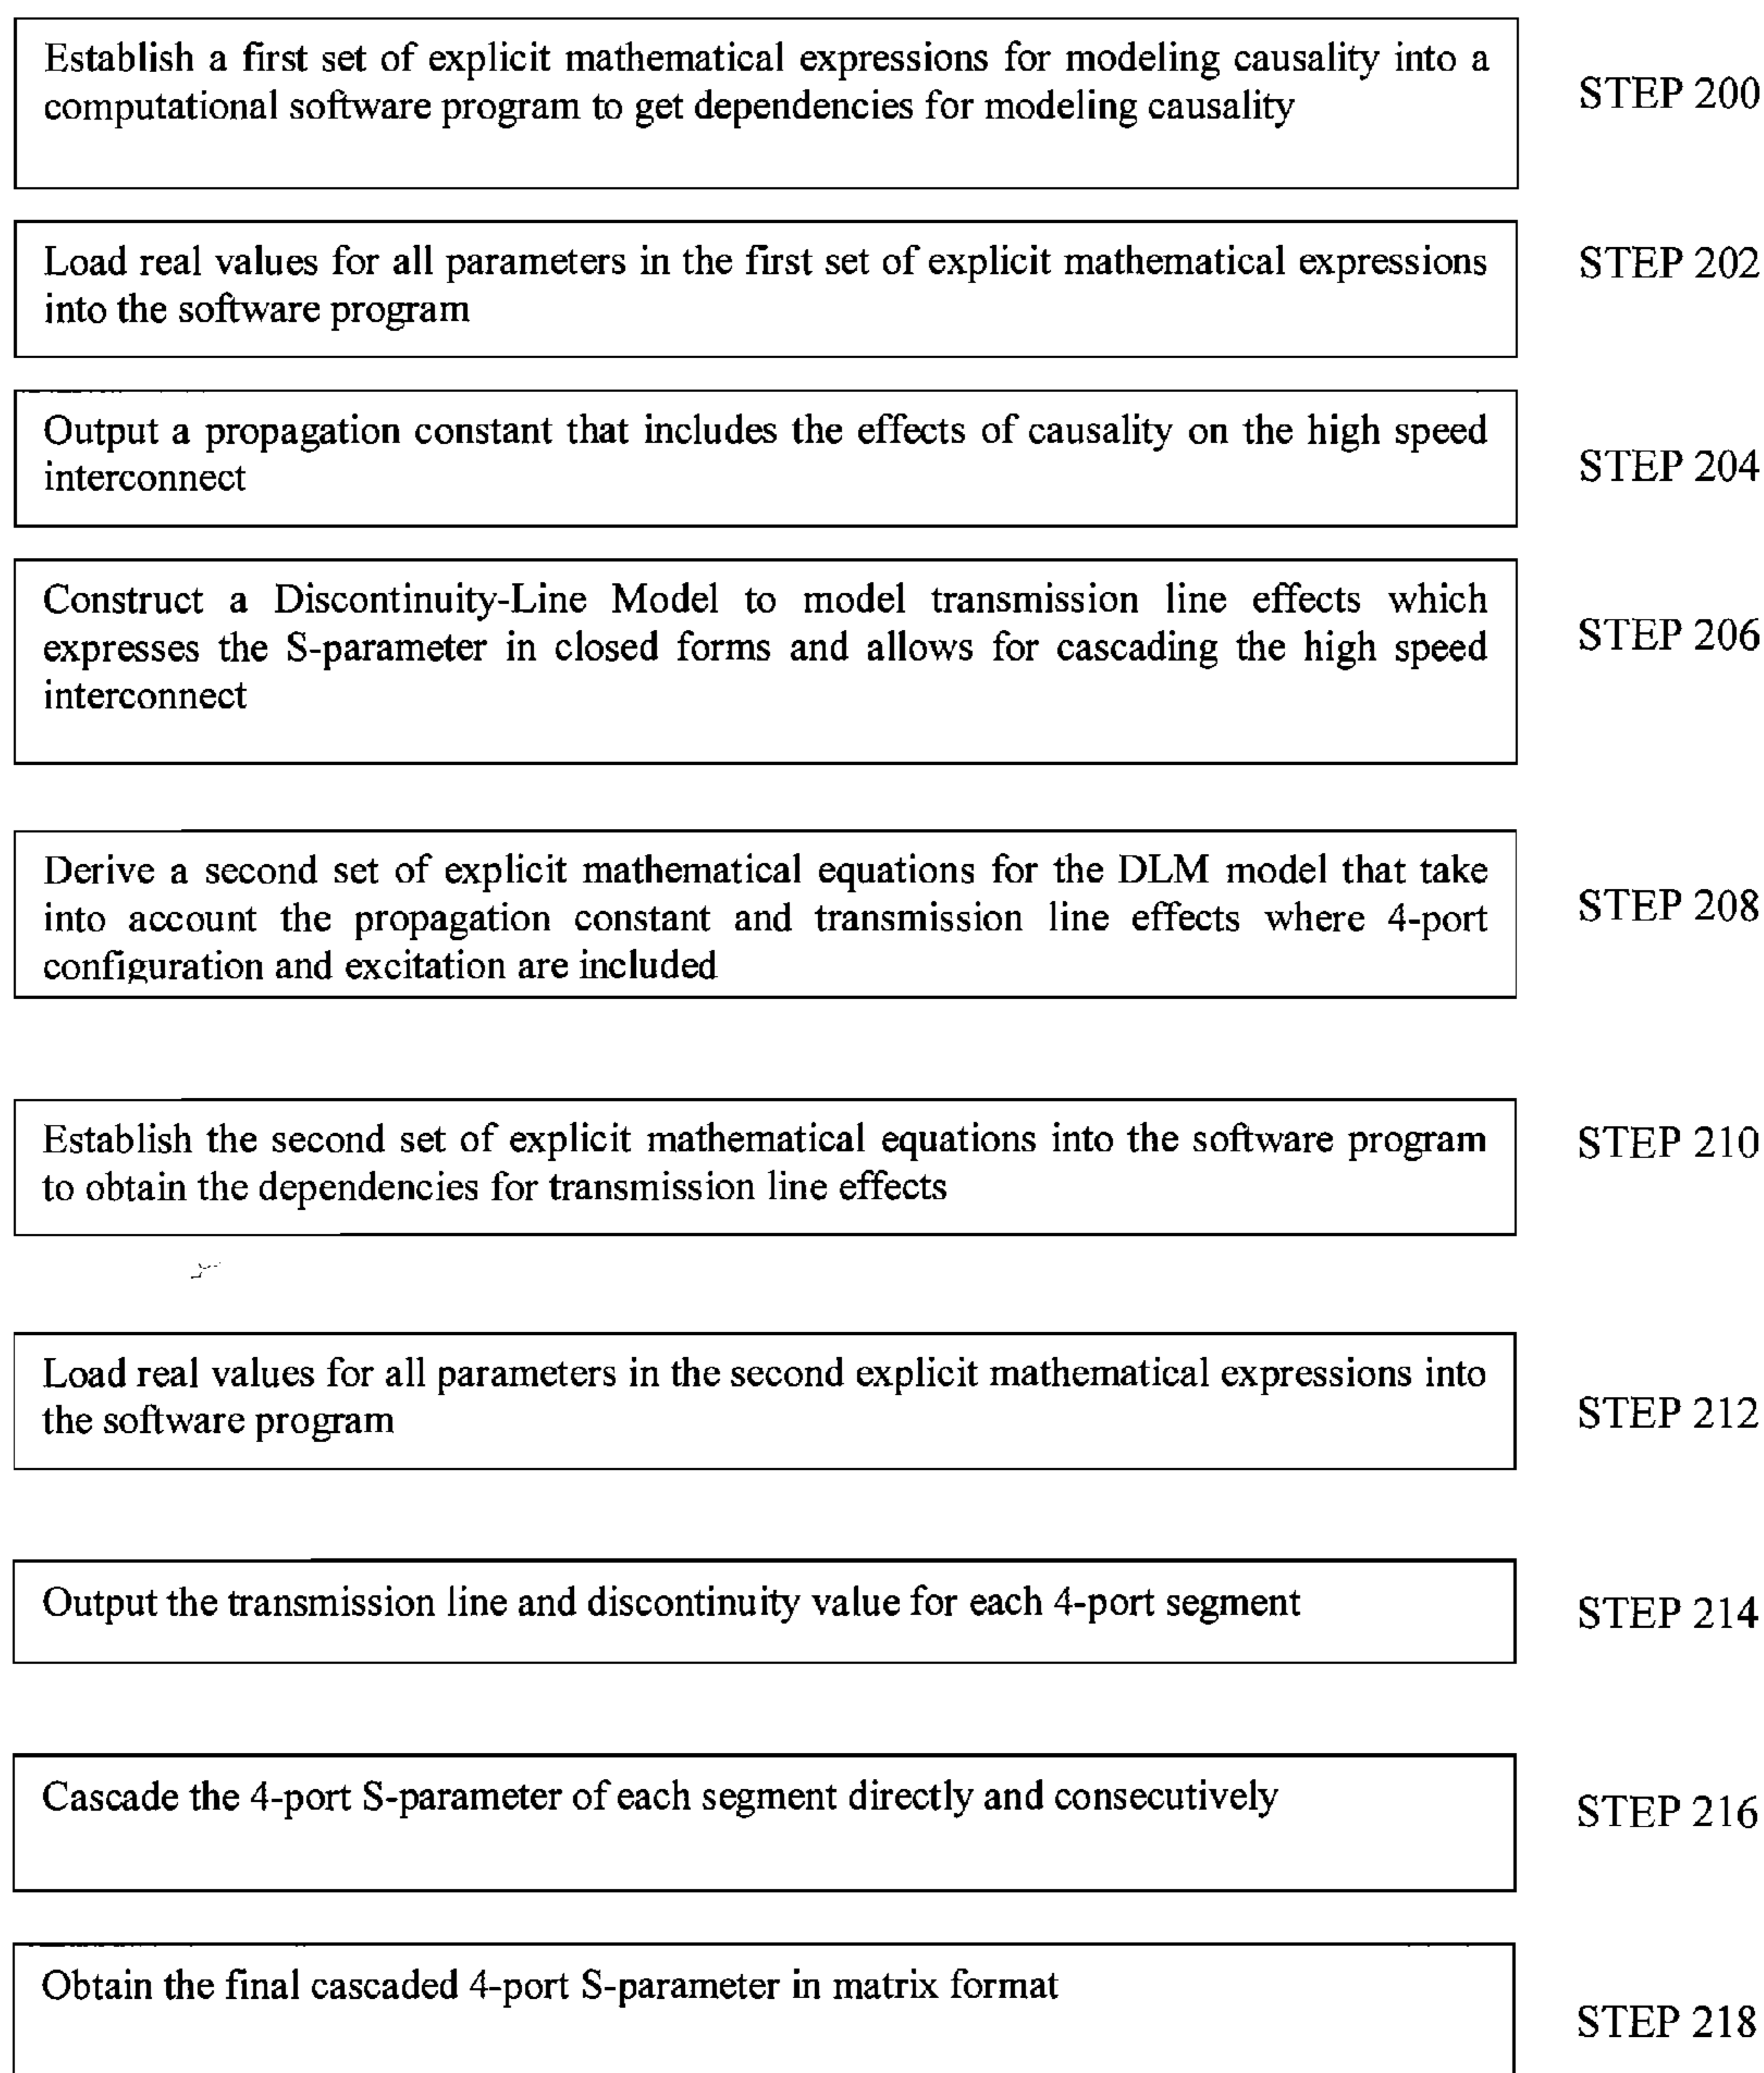 Establish a first set of explicit mathematical expressions for modeling causality into a
computational software program to get dependencies for modeling causality
STEP 200
Load real values for all parameters in the first set of explicit mathematical expressions
into the software program
STEP 202
Output a propagation constant that includes the effects of causality on the high speed
interconnect
STEP 204
Construct a Discontinuity-Line Model to model transmission line effects which
expresses the S-parameter in closed forms and allows for cascading the high speed
interconnect
STEP 206
Derive a second set of explicit mathematical equations for the DLM model that take
into account the propagation constant and transmission line effects where 4-port
configuration and excitation are included
STEP 208
Establish the second set of explicit mathematical equations into the software program
to obtain the dependencies for transmission line effects
STEP 210
Load real values for all parameters in the second explicit mathematical expressions into
the software program
STEP 212
Output the transmission line and discontinuity value for each 4-port segment
STEP 214
Cascade the 4-port S-parameter of each segment directly and consecutively
STEP 216
Obtain the final cascaded 4-port S-parameter in matrix format
STEP 218